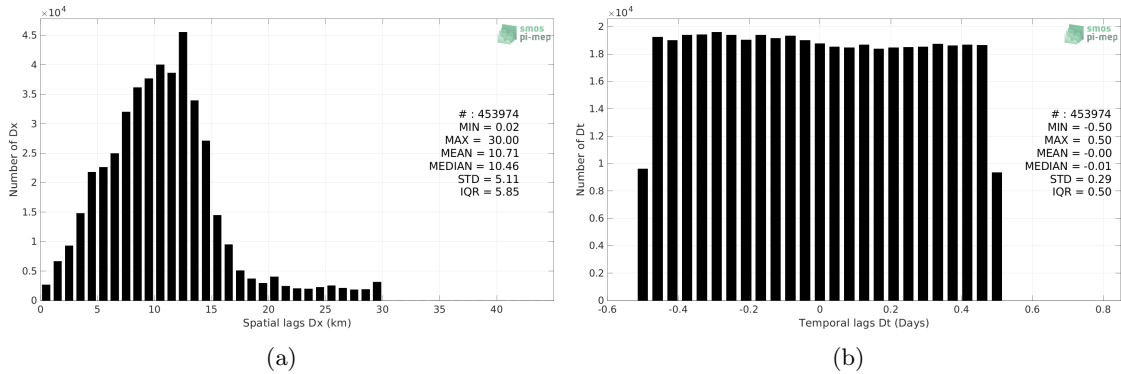 ×10⁴
4.5
4
3.5
3
2.5
2
1.5
1
0.5
0
Number of Dx
0 5 10 15 20 25 30 35 40
Spatial lags Dx (km)
smos
pi-mep
# : 453974
MIN = 0.02
MAX = 30.00
MEAN = 10.71
MEDIAN = 10.46
STD = 5.11
IQR = 5.85
(a)
×10⁴
2
1.8
1.6
1.4
1.2
1
0.8
0.6
0.4
0.2
0
Number of Dt
-0.6 -0.4 -0.2 0 0.2 0.4 0.6 0.8
Temporal lags Dt (Days)
smos
pi-mep
# : 453974
MIN = -0.50
MAX = 0.50
MEAN = -0.00
MEDIAN = -0.01
STD = 0.29
IQR = 0.50
(b)